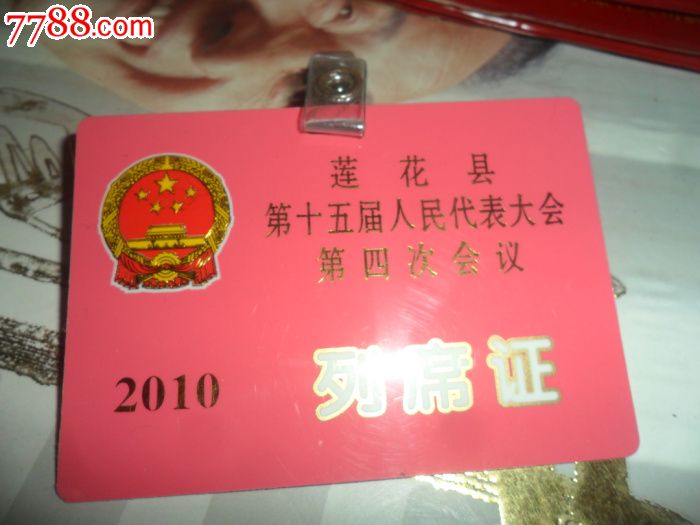 7788.com
莲花县
第十五届人民代表大会
第四次会议
2010
列席证